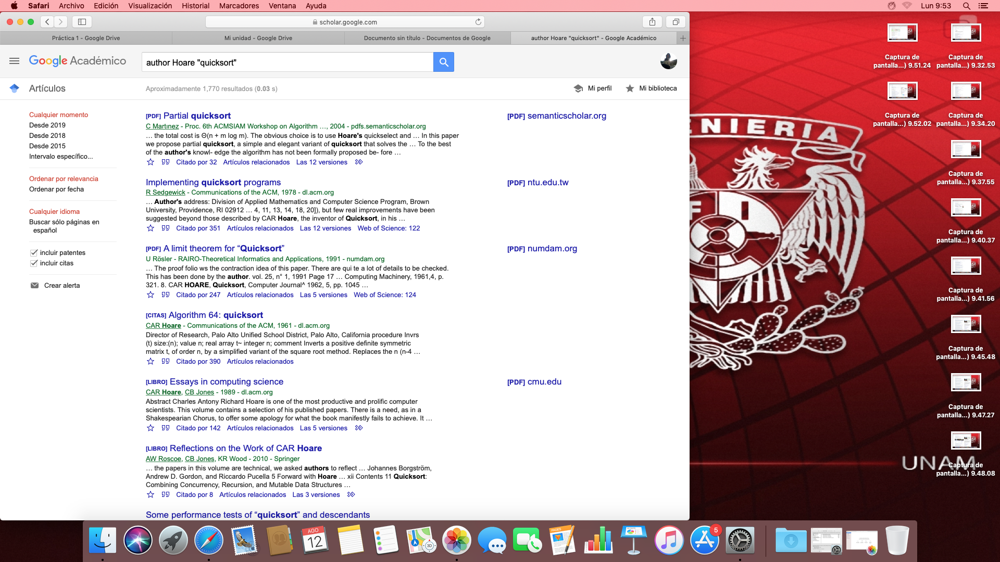 Safari Archivo Edición Visualización Historial Marcadores Ventana Ayuda Lun 9:53
scholar.google.com
Práctica 1 - Google Drive
Mi unidad - Google Drive
Documento sin título - Documentos de Google
author Hoare "quicksort" - Google Académico
Google Académico
author Hoare "quicksort"
Artículos
Aproximadamente 1,770 resultados (0.03 s)
Mi perfil
Mi biblioteca
Cualquier momento
Desde 2019
Desde 2018
Desde 2015
Intervalo específico...
Ordenar por relevancia
Ordenar por fecha
Cualquier idioma
Buscar sólo páginas en
español
incluir patentes
incluir citas
Crear alerta
[PDF] Partial quicksort
C Martınez - Proc. 6th ACMSIAM Workshop on Algorithm …, 2004 - pdfs.semanticscholar.org
… the total cost is Θ(n + m log m). The obvious choice is to use Hoare's quickselect and … In this paper
we propose partial quicksort, a simple and elegant variant of quicksort that solves the … To the best
of the author's knowl- edge the algorithm has not been formally proposed be- fore …
Citado por 32 Artículos relacionados Las 12 versiones
[PDF] semanticscholar.org
Implementing quicksort programs
R Sedgewick - Communications of the ACM, 1978 - dl.acm.org
… Author's address: Division of Applied Mathematics and Computer Science Program, Brown
University, Providence, RI 02912 … 4, 11, 13, 14, 18, 20]), but few real improvements have been
suggested beyond those described by CAR Hoare, the inventor of Quicksort, in his …
Citado por 351 Artículos relacionados Las 12 versiones Web of Science: 122
[PDF] ntu.edu.tw
[PDF] A limit theorem for “Quicksort”
U Rösler - RAIRO-Theoretical Informatics and Applications, 1991 - numdam.org
… The proof folio ws the contraction idea of this paper. There are qui te a lot of details to be checked.
This has been done by the author. vol. 25, n° 1, 1991 Page 17 … Computing Machinery, 1961,4, p.
321. 8. CAR HOARE, Quicksort, Computer Journal^ 1962, 5, pp. 1045 …
Citado por 247 Artículos relacionados Las 5 versiones Web of Science: 124
[PDF] numdam.org
[CITAS] Algorithm 64: quicksort
CAR Hoare - Communications of the ACM, 1961 - dl.acm.org
Director of Research, Palo Alto Unified School District, Palo Alto, California procedure Invrs
(t) size:(n); value n; real array t~ integer n; comment Inverts a positive definite symmetric
matrix t, of order n, by a simplified variant of the square root method. Replaces the n (n-4 …
Citado por 390 Artículos relacionados
[LIBRO] Essays in computing science
CAR Hoare, CB Jones - 1989 - dl.acm.org
Abstract Charles Antony Richard Hoare is one of the most productive and prolific computer
scientists. This volume contains a selection of his published papers. There is a need, as in a
Shakespearian Chorus, to offer some apology for what the book manifestly fails to achieve. It …
Citado por 142 Artículos relacionados Las 5 versiones
[PDF] cmu.edu
[LIBRO] Reflections on the Work of CAR Hoare
AW Roscoe, CB Jones, KR Wood - 2010 - Springer
… the papers in this volume are technical, we asked authors to reflect … Johannes Borgström,
Andrew D. Gordon, and Riccardo Pucella 5 Forward with Hoare … xii Contents 11 Quicksort:
Combining Concurrency, Recursion, and Mutable Data Structures …
Citado por 8 Artículos relacionados Las 3 versiones
Some performance tests of “quicksort” and descendants
Captura de
pantalla...) 9.51.24
Captura de
pantalla...) 9.32.53
Captura de
pantalla...) 9.52.02
Captura de
pantalla...) 9.34.20
Captura de
pantalla...) 9.37.55
Captura de
pantalla...) 9.40.37
Captura de
pantalla...) 9.41.56
Captura de
pantalla...) 9.45.48
Captura de
pantalla...) 9.47.27
Captura de
pantalla...) 9.48.08
NIERIA
F D
UNAM
AGO
12
PAGES
5